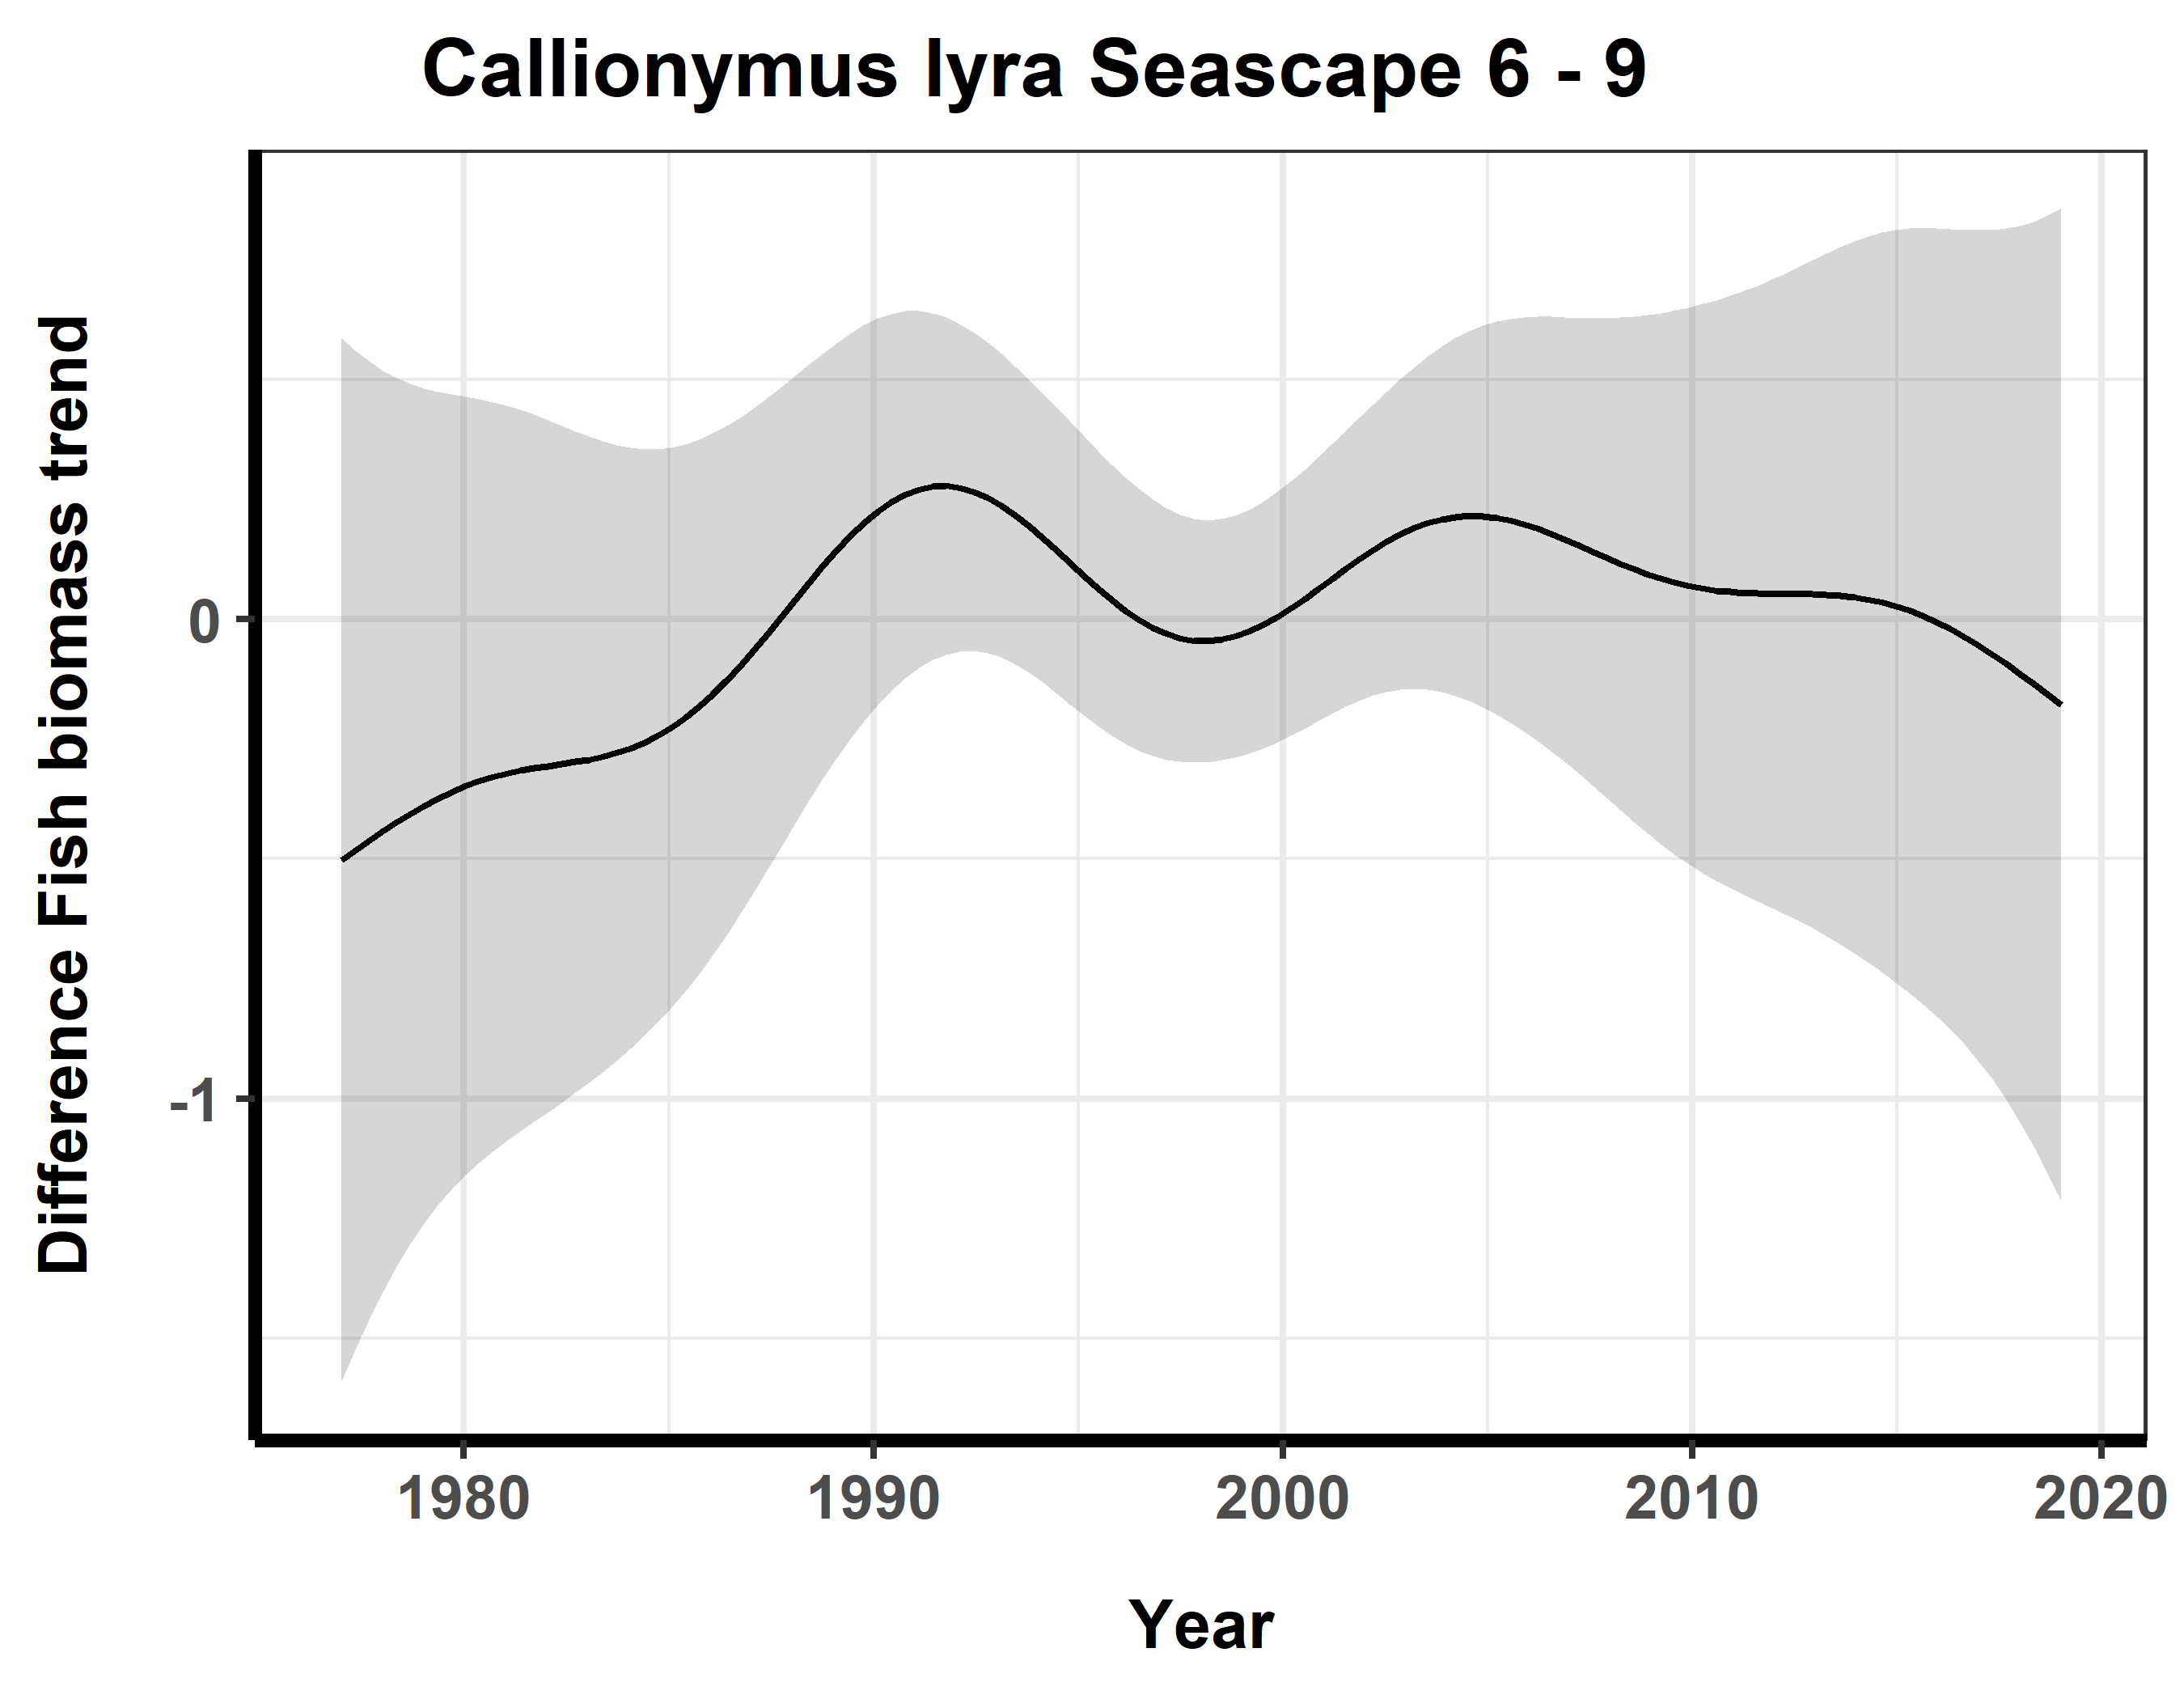 Callionymus lyra Seascape 6 - 9
Difference Fish biomass trend
0
-1
1980 1990 2000 2010 2020
Year